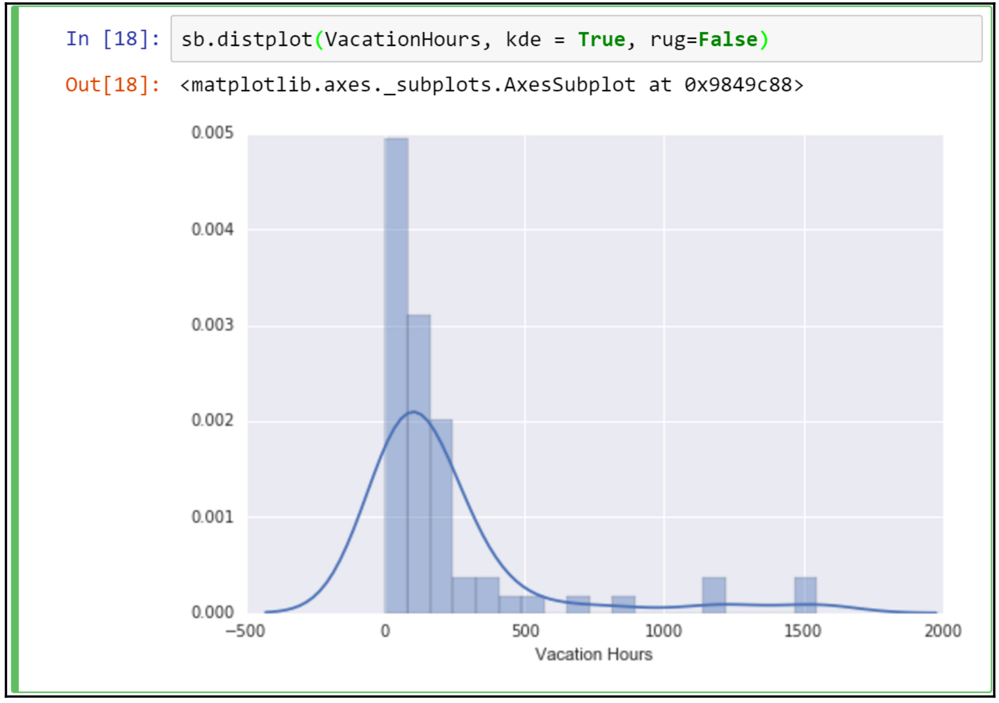 In [18]: sb.distplot(VacationHours, kde = True, rug=False)
Out[18]: <matplotlib.axes._subplots.AxesSubplot at 0x9849c88>
0.005
0.004
0.003
0.002
0.001
0.000
−500 0 500 1000 1500 2000
Vacation Hours